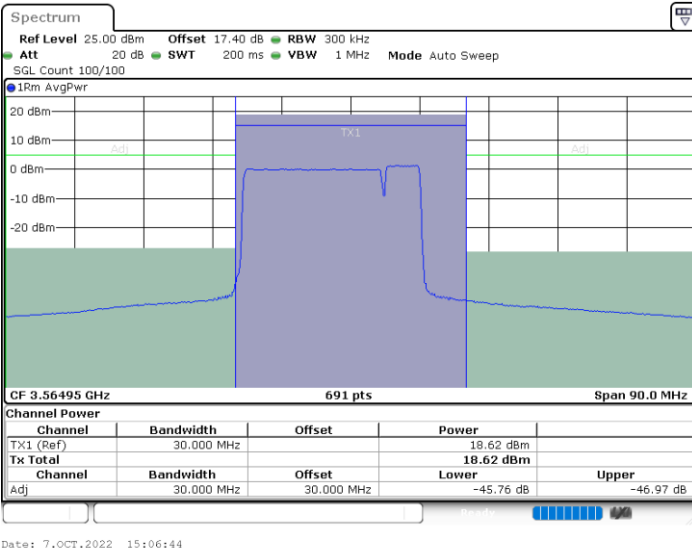 Spectrum
Ref Level 25.00 dBm Offset 17.40 dB RBW 300 kHz
Att 20 dB SWT 200 ms VBW 1 MHz Mode Auto Sweep
SGL Count 100/100
1Rm AvgPwr
20 dBm
TX1
10 dBm
Adj Adj
0 dBm
-10 dBm
-20 dBm
CF 3.56495 GHz 691 pts Span 90.0 MHz
Channel Power
Channel Bandwidth Offset Power
TX1 (Ref) 30.000 MHz 18.62 dBm
Tx Total 18.62 dBm
Channel Bandwidth Offset Lower Upper
Adj 30.000 MHz 30.000 MHz -45.76 dB -46.97 dB
Ready
Date: 7.OCT.2022 15:06:44